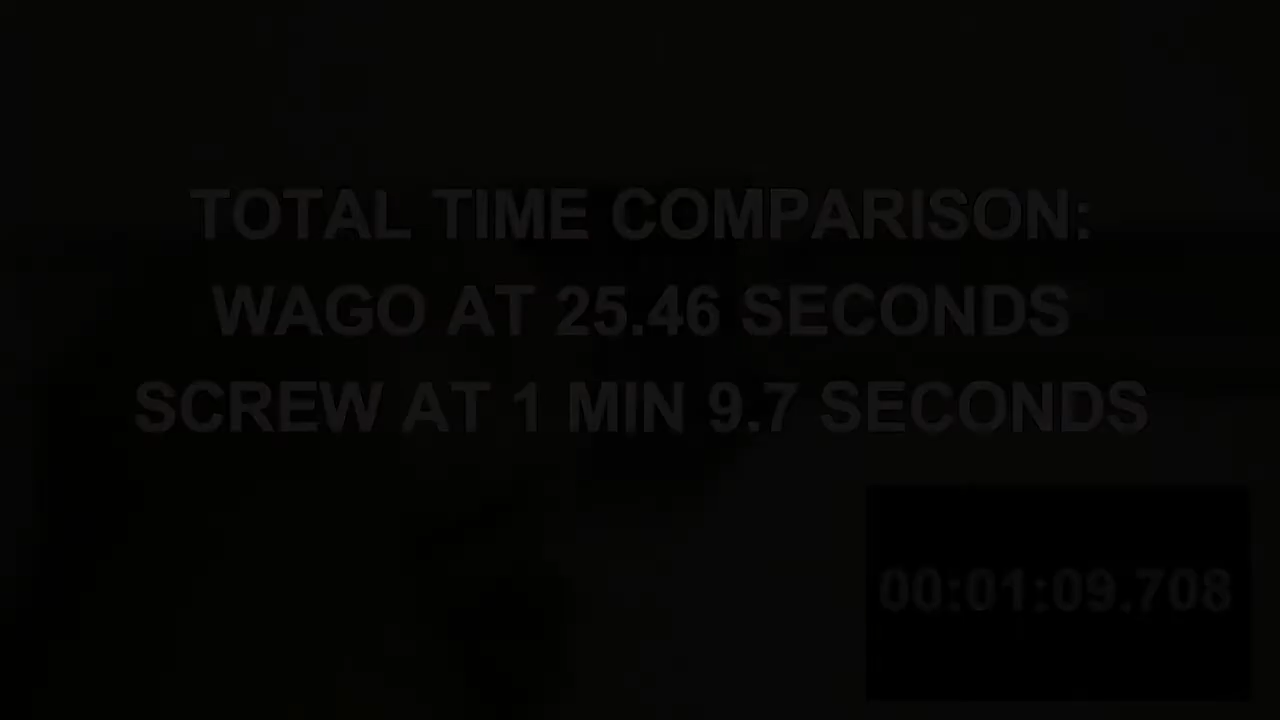 TOTAL TIME COMPARISON:
WAGO AT 25.46 SECONDS
SCREW AT 1 MIN 9.7 SECONDS
00:01:09.708